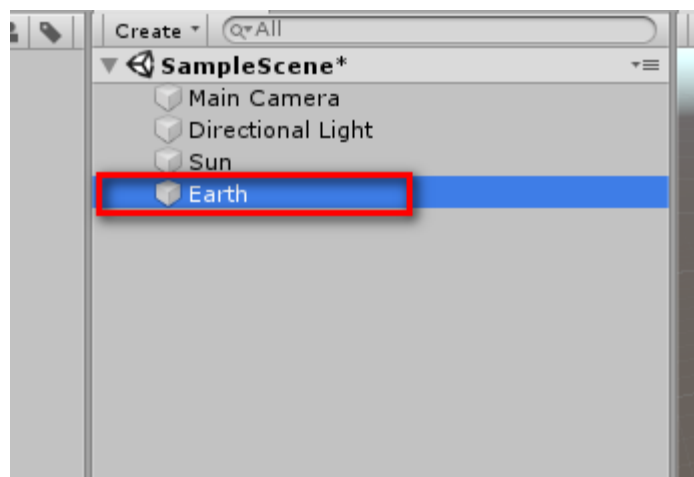 Create All
SampleScene*
Main Camera
Directional Light
Sun
Earth